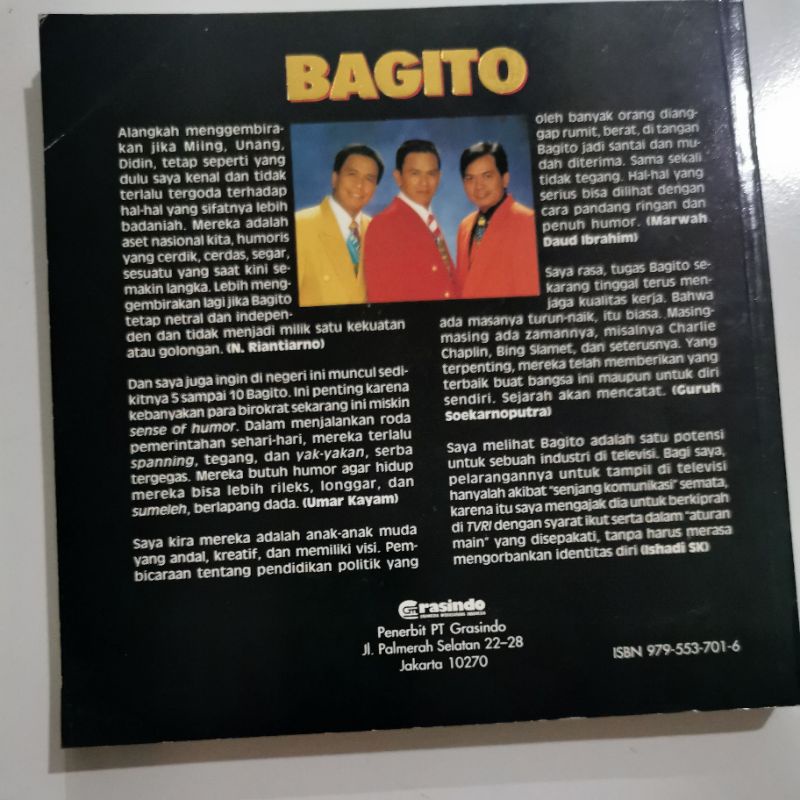 BAGITO
Alangkah menggembira-
kan jika Miing, Unang,
Didin, tetap seperti yang
dulu saya kenal dan tidak
terlalu tergoda terhadap
hal-hal yang sifatnya lebih
badaniah. Mereka adalah
aset nasional kita, humoris
yang cerdik, cerdas, segar,
sesuatu yang saat kini se-
makin langka. Lebih meng-
gembirakan lagi jika Bagito
tetap netral dan indepen-
den dan tidak menjadi milik satu kekuatan
atau golongan. (N. Riantiarno)
Dan saya juga ingin di negeri ini muncul sedi-
kitnya 5 sampai 10 Bagito. Ini penting karena
kebanyakan para birokrat sekarang ini miskin
sense of humor. Dalam menjalankan roda
pemerintahan sehari-hari, mereka terlalu
spanning, tegang, dan yak-yakan, serba
tergegas. Mereka butuh humor agar hidup
mereka bisa lebih rileks, longgar, dan
sumeleh, berlapang dada. (Umar Kayam)
Saya kira mereka adalah anak-anak muda
yang andal, kreatif, dan memiliki visi. Pem-
bicaraan tentang pendidikan politik yang
oleh banyak orang diang-
gap rumit, berat, di tangan
Bagito jadi santai dan mu-
dah diterima. Sama sekali
tidak tegang. Hal-hal yang
serius bisa dilihat dengan
cara pandang ringan dan
penuh humor. (Marwah
Daud Ibrahim)
Saya rasa, tugas Bagito se-
karang tinggal terus men-
jaga kualitas kerja. Bahwa
ada masanya turun-naik, itu biasa. Masing-
masing ada zamannya, misalnya Charlie
Chaplin, Bing Slamet, dan seterusnya. Yang
terpenting, mereka telah memberikan yang
terbaik buat bangsa ini maupun untuk diri
sendiri. Sejarah akan mencatat. (Guruh
Soekarnoputra)
Saya melihat Bagito adalah satu potensi
untuk sebuah industri di televisi. Bagi saya,
pelarangannya untuk tampil di televisi
hanyalah akibat "senjang komunikasi" semata,
karena itu saya mengajak dia untuk berkiprah
di TVRI dengan syarat ikut serta dalam "aturan
main" yang disepakati, tanpa harus merasa
mengorbankan identitas diri (Ishadi SK)
Grasindo
Penerbit PT Grasindo
Jl. Palmerah Selatan 22–28
Jakarta 10270
ISBN 979-553-701-6